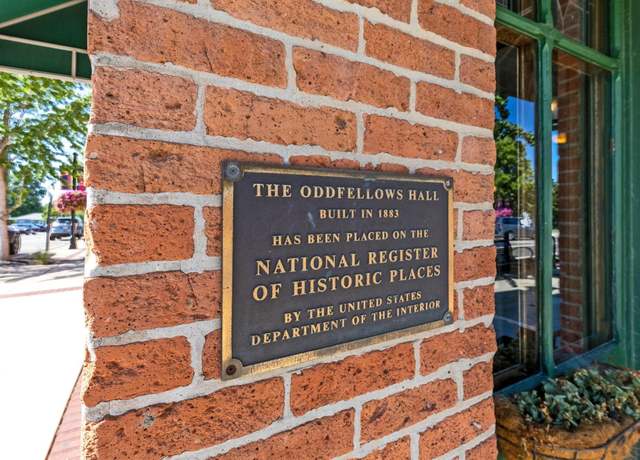 THE ODDFELLOWS HALL
BUILT IN 1883
HAS BEEN PLACED ON THE
NATIONAL REGISTER
OF HISTORIC PLACES
BY THE UNITED STATES
DEPARTMENT OF THE INTERIOR